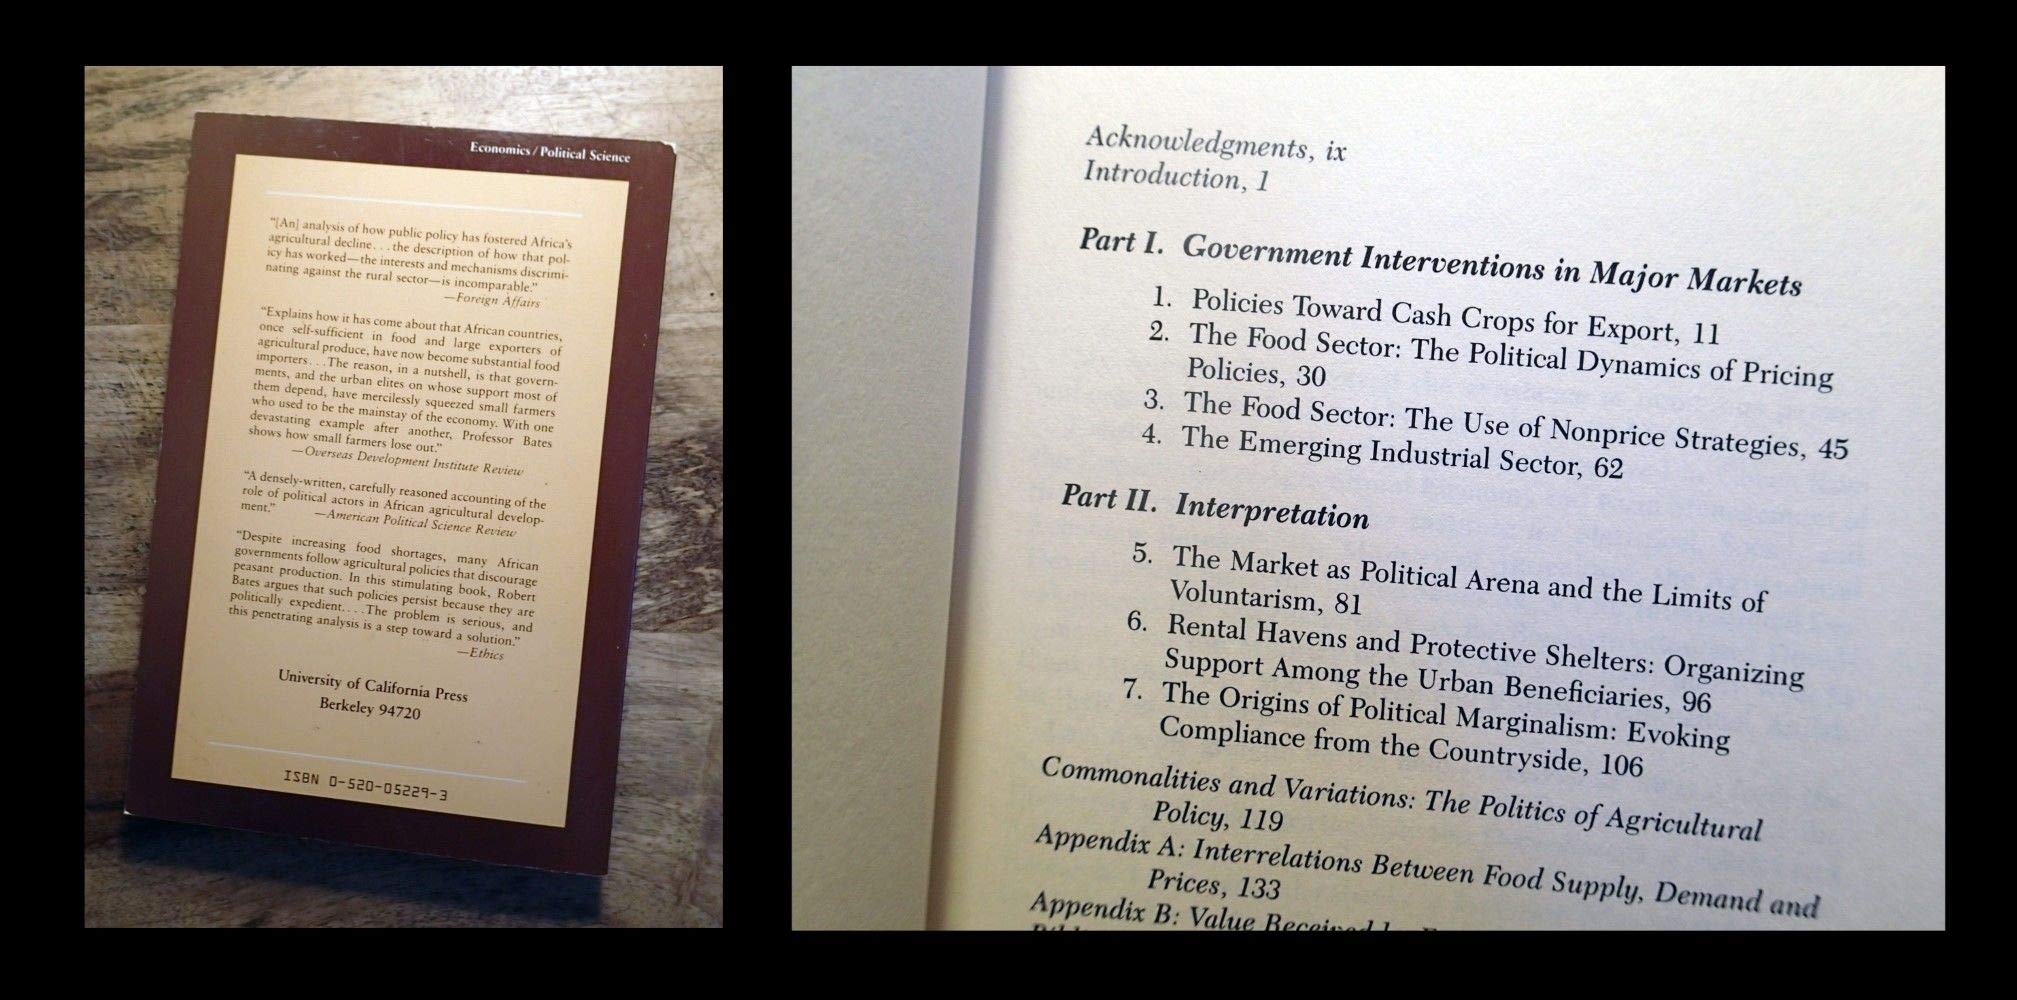 Economics/Political Science
“[An] analysis of how public policy has fostered Africa's
agricultural decline. . . the description of how that pol-
icy has worked—the interests and mechanisms discrimi-
nating against the rural sector—is incomparable.”
—Foreign Affairs
“Explains how it has come about that African countries,
once self-sufficient in food and large exporters of
agricultural produce, have now become substantial food
importers. . . The reason, in a nutshell, is that govern-
ments, and the urban elites on whose support most of
them depend, have mercilessly squeezed small farmers
who used to be the mainstay of the economy. With one
devastating example after another, Professor Bates
shows how small farmers lose out.”
—Overseas Development Institute Review
“A densely-written, carefully reasoned accounting of the
role of political actors in African agricultural develop-
ment.” —American Political Science Review
“Despite increasing food shortages, many African
governments follow agricultural policies that discourage
peasant production. In this stimulating book, Robert
Bates argues that such policies persist because they are
politically expedient. . . . The problem is serious, and
this penetrating analysis is a step toward a solution.”
—Ethics
University of California Press
Berkeley 94720
ISBN 0-520-05229-3
Acknowledgments, ix
Introduction, 1
Part I. Government Interventions in Major Markets
1. Policies Toward Cash Crops for Export, 11
2. The Food Sector: The Political Dynamics of Pricing
Policies, 30
3. The Food Sector: The Use of Nonprice Strategies, 45
4. The Emerging Industrial Sector, 62
Part II. Interpretation
5. The Market as Political Arena and the Limits of
Voluntarism, 81
6. Rental Havens and Protective Shelters: Organizing
Support Among the Urban Beneficiaries, 96
7. The Origins of Political Marginalism: Evoking
Compliance from the Countryside, 106
Commonalities and Variations: The Politics of Agricultural
Policy, 119
Appendix A: Interrelations Between Food Supply, Demand and
Prices, 133
Appendix B: Value Received